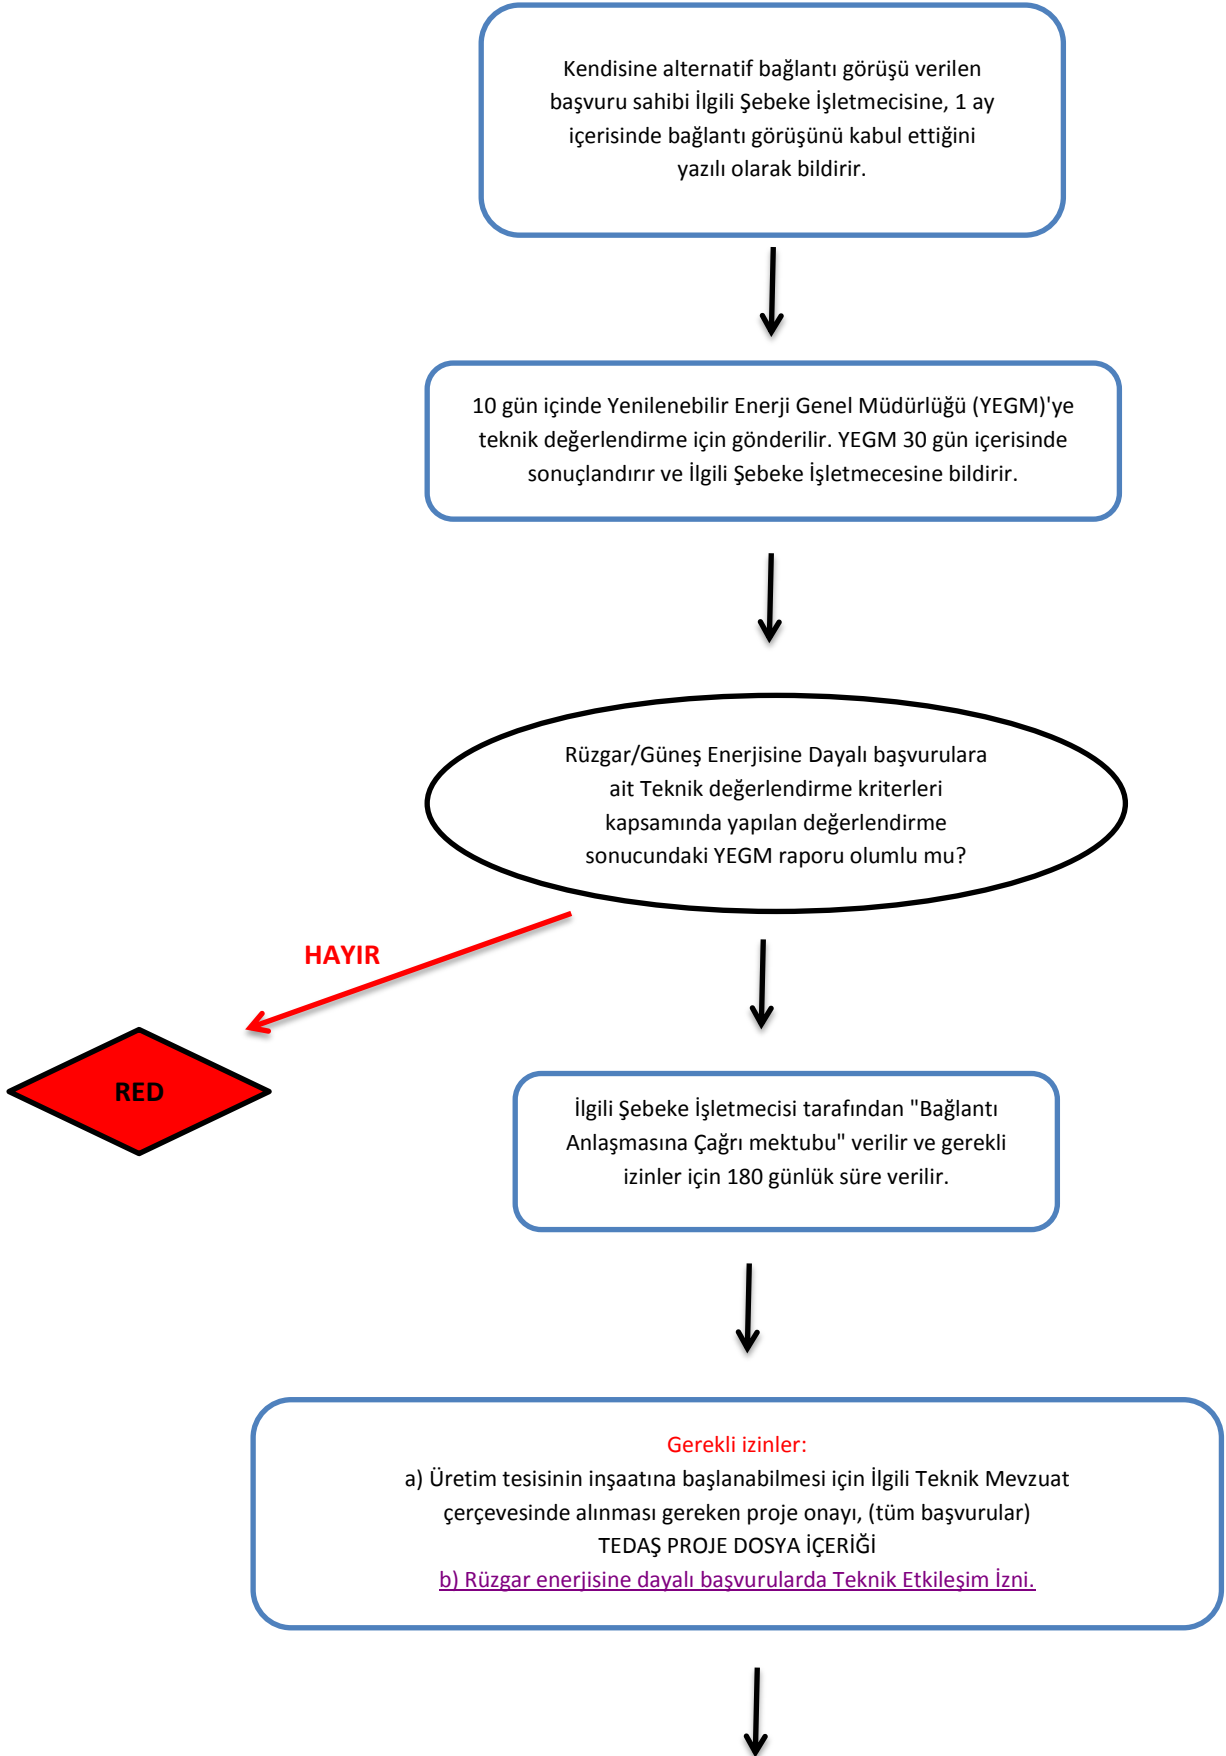 Kendisine alternatif bağlantı görüşü verilen
başvuru sahibi İlgili Şebeke İşletmecisine, 1 ay
içerisinde bağlantı görüşünü kabul ettiğini
yazılı olarak bildirir.
10 gün içinde Yenilenebilir Enerji Genel Müdürlüğü (YEGM)'ye
teknik değerlendirme için gönderilir. YEGM 30 gün içerisinde
sonuçlandırır ve İlgili Şebeke İşletmecesine bildirir.
Rüzgar/Güneş Enerjisine Dayalı başvurulara
ait Teknik değerlendirme kriterleri
kapsamında yapılan değerlendirme
sonucundaki YEGM raporu olumlu mu?
HAYIR
RED
İlgili Şebeke İşletmecisi tarafından "Bağlantı
Anlaşmasına Çağrı mektubu" verilir ve gerekli
izinler için 180 günlük süre verilir.
Gerekli izinler:
a) Üretim tesisinin inşaatına başlanabilmesi için İlgili Teknik Mevzuat
çerçevesinde alınması gereken proje onayı, (tüm başvurular)
TEDAŞ PROJE DOSYA İÇERİĞİ
b) Rüzgar enerjisine dayalı başvurularda Teknik Etkileşim İzni.